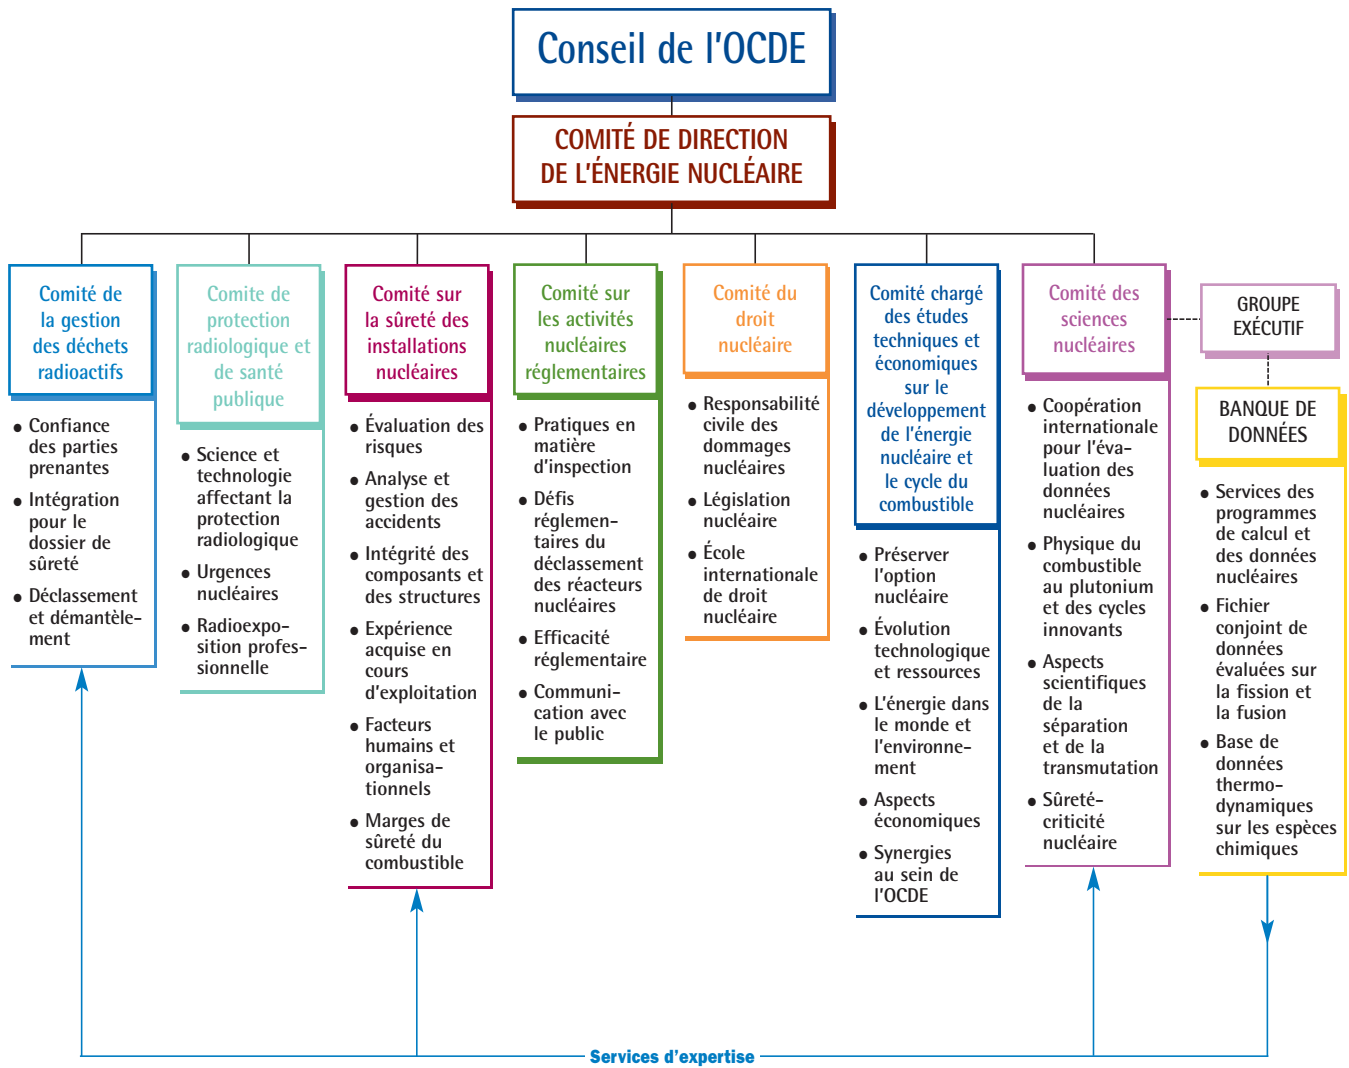 Conseil de l'OCDE
COMITÉ DE DIRECTION
DE L'ÉNERGIE NUCLÉAIRE
Comité de
la gestion
des déchets
radioactifs
• Confiance
des parties
prenantes
• Intégration
pour le
dossier de
sûreté
• Déclassement
et démantèle-
ment
Comite de
protection
radiologique et
de santé
publique
• Science et
technologie
affectant la
protection
radiologique
• Urgences
nucléaires
• Radioexpo-
sition profes-
sionnelle
Comité sur
la sûreté des
installations
nucléaires
• Évaluation des
risques
• Analyse et
gestion des
accidents
• Intégrité des
composants et
des structures
• Expérience
acquise en
cours
d'exploitation
• Facteurs
humains et
organisa-
tionnels
• Marges de
sûreté du
combustible
Comité sur
les activités
nucléaires
réglementaires
• Pratiques en
matière
d'inspection
• Défis
réglemen-
taires du
déclassement
des réacteurs
nucléaires
• Efficacité
réglementaire
• Communi-
cation avec
le public
Comité du
droit
nucléaire
• Responsabilité
civile des
dommages
nucléaires
• Législation
nucléaire
• École
internationale
de droit
nucléaire
Comité chargé
des études
techniques et
économiques
sur le
développement
de l'énergie
nucléaire et
le cycle du
combustible
• Préserver
l'option
nucléaire
• Évolution
technologique
et ressources
• L'énergie dans
le monde et
l'environne-
ment
• Aspects
économiques
• Synergies
au sein de
l'OCDE
Comité des
sciences
nucléaires
• Coopération
internationale
pour l'éva-
luation des
données
nucléaires
• Physique du
combustible
au plutonium
et des cycles
innovants
• Aspects
scientifiques
de la
séparation
et de la
transmutation
• Sûreté-
criticité
nucléaire
GROUPE
EXÉCUTIF
BANQUE DE
DONNÉES
• Services des
programmes
de calcul et
des données
nucléaires
• Fichier
conjoint de
données
évaluées sur
la fission et
la fusion
• Base de
données
thermo-
dynamiques
sur les espèces
chimiques
Services d'expertise